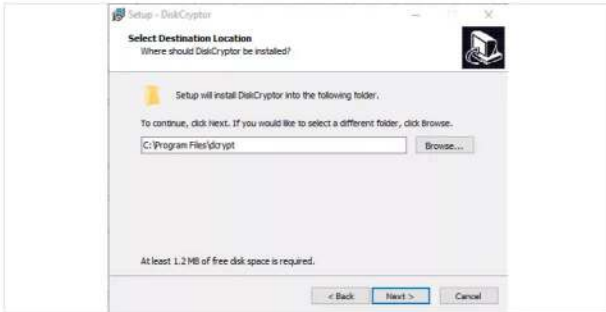 Setup - DiskCryptor
Select Destination Location
Where should DiskCryptor be installed?
Setup will install DiskCryptor into the following folder.
To continue, click Next. If you would like to select a different folder, click Browse.
C:\Program Files\dcrypt
Browse...
At least 1.2 MB of free disk space is required.
< Back
Next >
Cancel